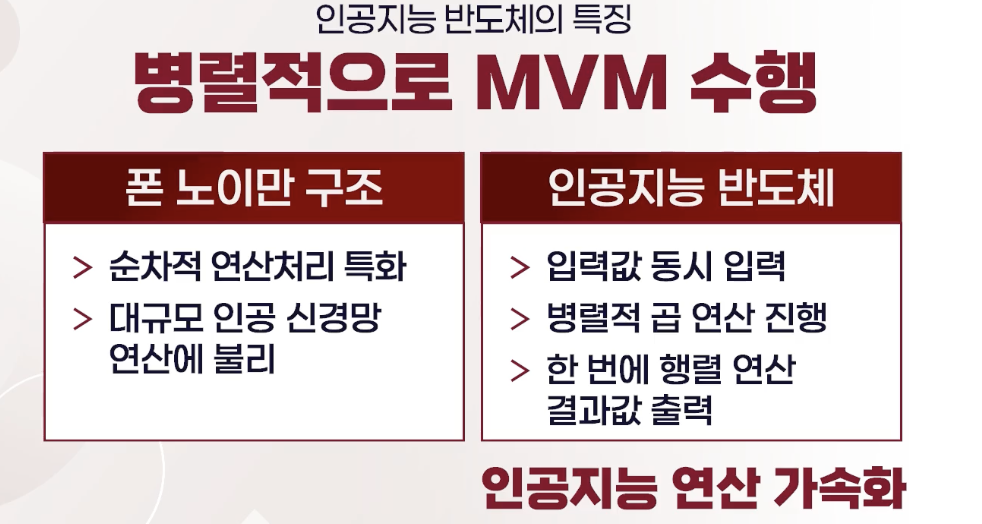 인공지능 반도체의 특징
병렬적으로 MVM 수행
폰 노이만 구조
> 순차적 연산처리 특화
> 대규모 인공 신경망
연산에 불리
인공지능 반도체
> 입력값 동시 입력
> 병렬적 곱 연산 진행
> 한 번에 행렬 연산
결과값 출력
인공지능 연산 가속화